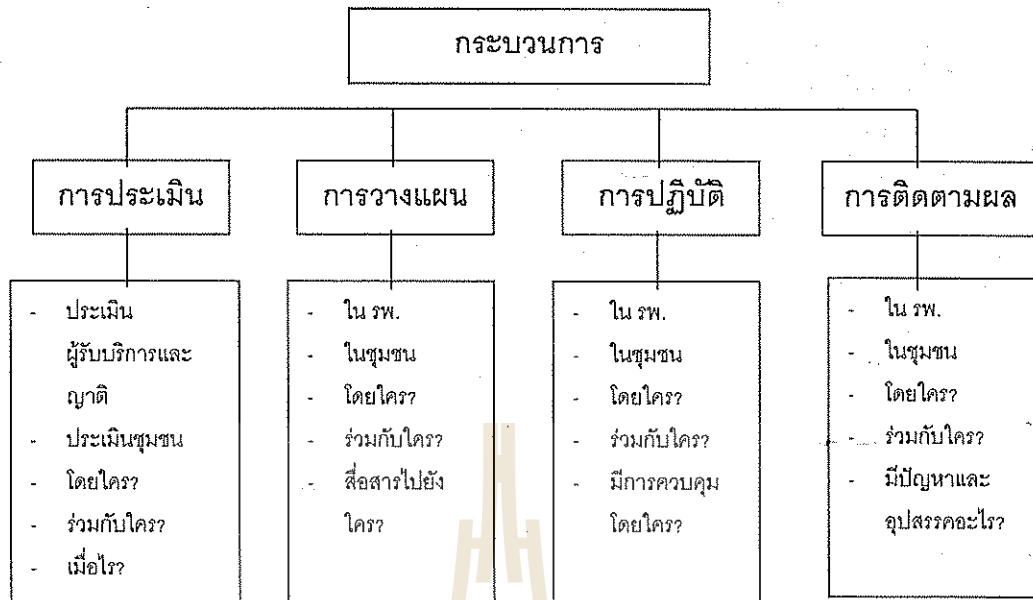 กระบวนการ
การประเมิน
การวางแผน
การปฏิบัติ
การติดตามผล
- ประเมิน
ผู้รับบริการและ
ญาติ
- ประเมินชุมชน
- โดยใคร?
- ร่วมกับใคร?
- เมื่อไร?
- ใน รพ.
- ในชุมชน
- โดยใคร?
- ร่วมกับใคร?
- สื่อสารไปยัง
ใคร?
- ใน รพ.
- ในชุมชน
- โดยใคร?
- ร่วมกับใคร?
- มีการควบคุม
โดยใคร?
- ใน รพ.
- ในชุมชน
- โดยใคร?
- ร่วมกับใคร?
- มีปัญหาและ
อุปสรรคอะไร?